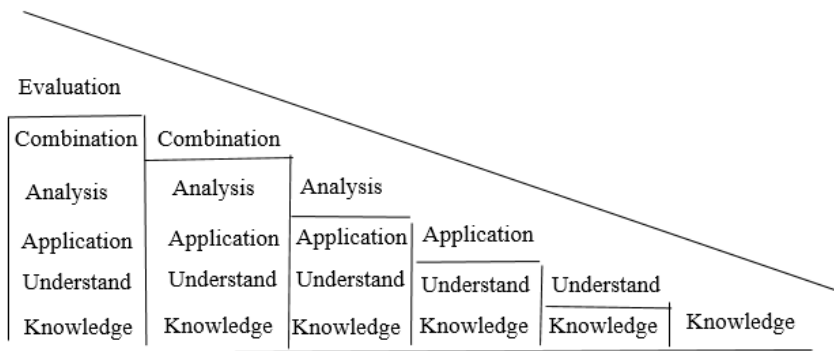 Evaluation
Combination Combination
Analysis Analysis Analysis
Application Application Application Application
Understand Understand Understand Understand Understand
Knowledge Knowledge Knowledge Knowledge Knowledge Knowledge